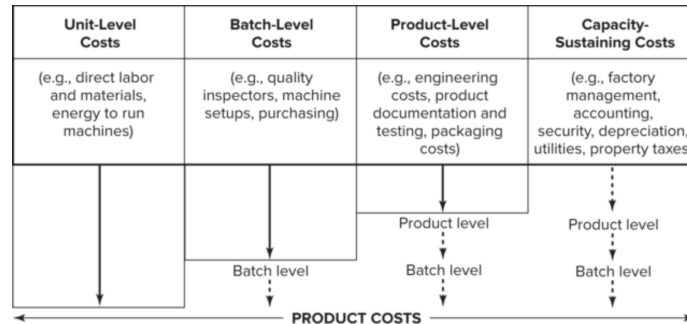 Unit-Level
Costs
Batch-Level
Costs
Product-Level
Costs
Capacity-
Sustaining Costs
(e.g., direct labor
and materials,
energy to run
machines)
(e.g., quality
inspectors, machine
setups, purchasing)
(e.g., engineering
costs, product
documentation and
testing, packaging
costs)
(e.g., factory
management,
accounting,
security, depreciation,
utilities, property taxes
Product level
Product level
Batch level
Batch level
Batch level
PRODUCT COSTS